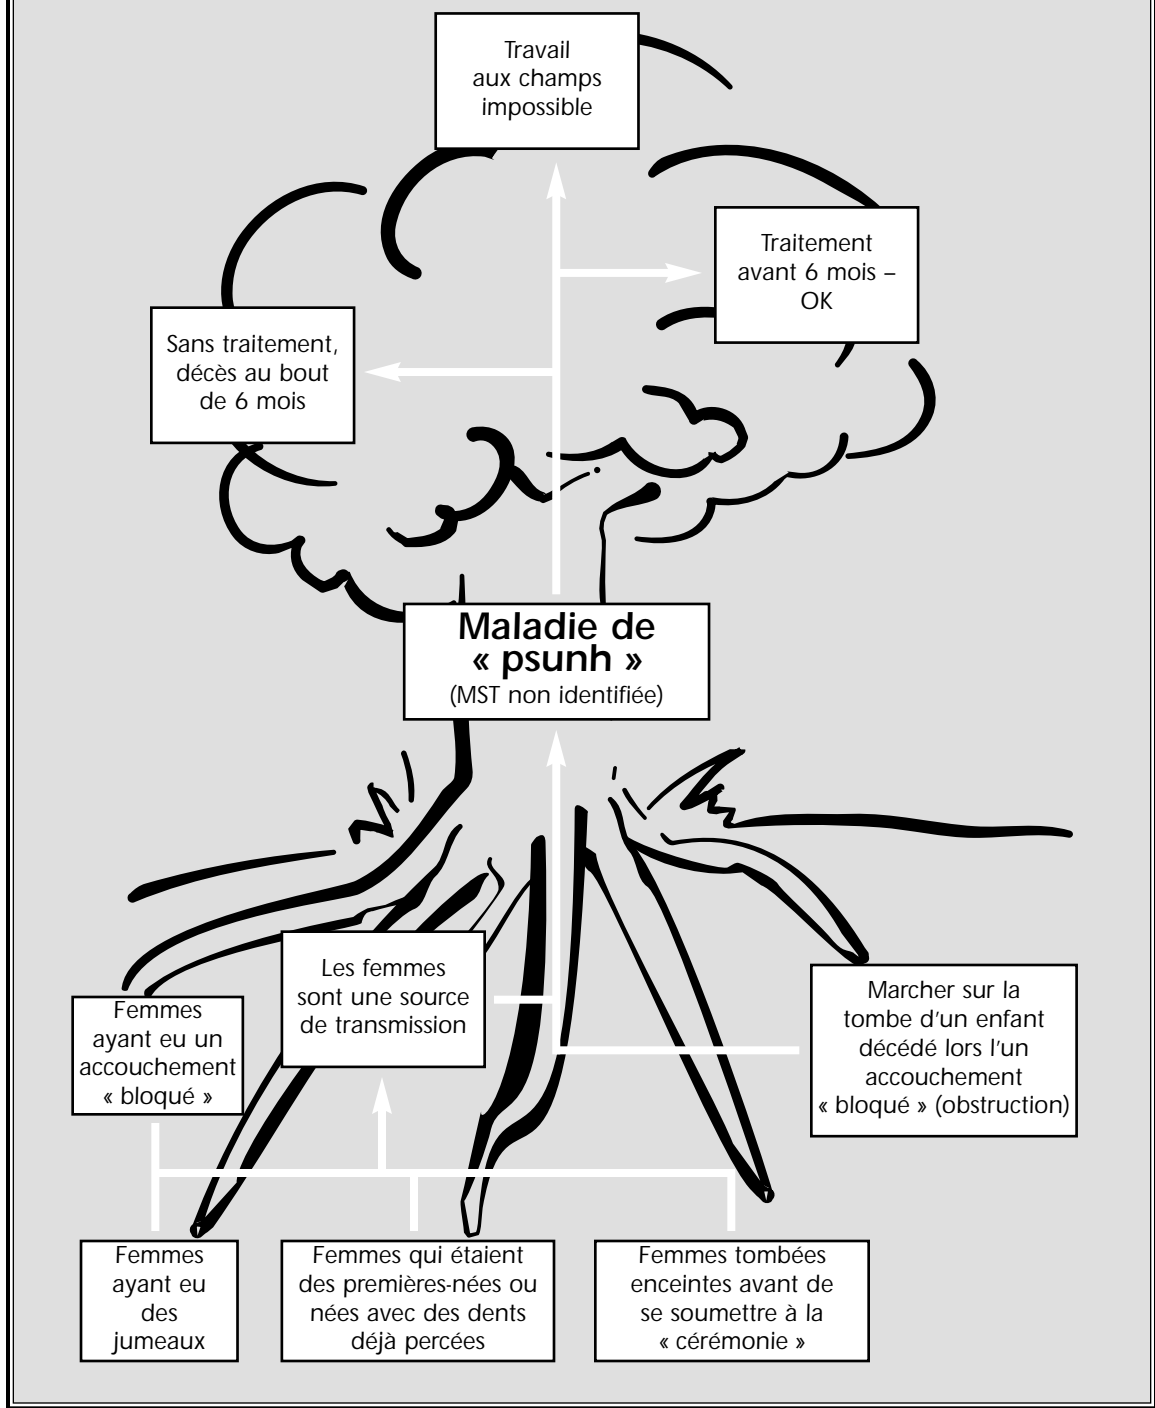 Travail
aux champs
impossible
Traitement
avant 6 mois –
OK
Sans traitement,
décès au bout
de 6 mois
Maladie de
« psunh »
(MST non identifiée)
Les femmes
sont une source
de transmission
Marcher sur la
tombe d'un enfant
décédé lors l'un
accouchement
« bloqué » (obstruction)
Femmes
ayant eu un
accouchement
« bloqué »
Femmes
ayant eu
des
jumeaux
Femmes qui étaient
des premières-nées ou
nées avec des dents
déjà percées
Femmes tombées
enceintes avant de
se soumettre à la
« cérémonie »